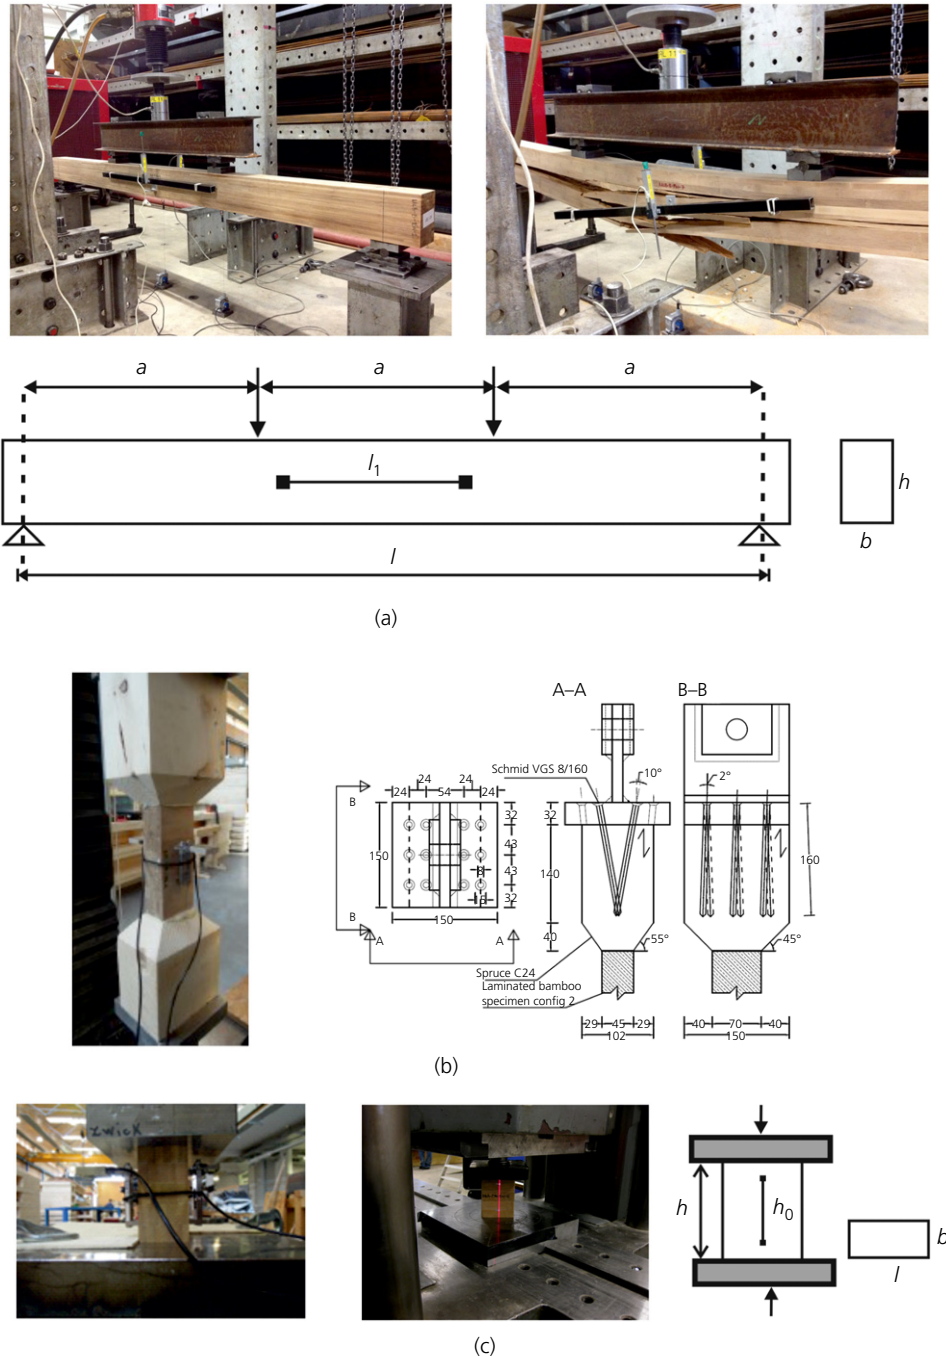 a
a
a
l1
h
b
l
(a)
A–A
B–B
Schmid VGS 8/160
10°
2°
24
24
24
54
24
B
32
32
150
43
43
140
160
32
B
150
A
A
40
55°
45°
Spruce C24
Laminated bamboo
specimen config 2
29
45
29
40
70
40
102
150
(b)
zwick
h
h0
b
l
(c)